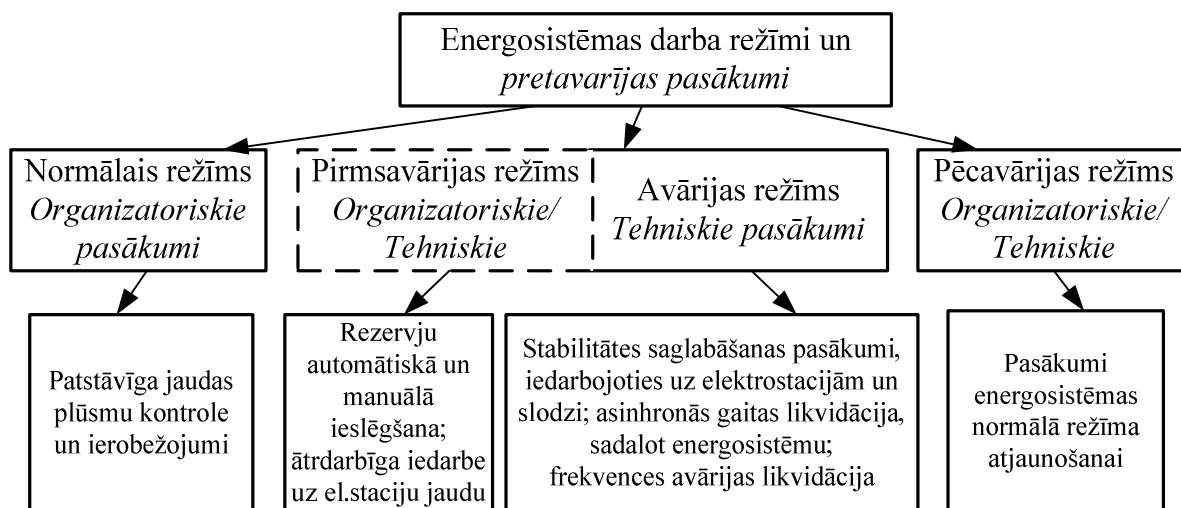 Energosistēmas darba režīmi un
pretavarījas pasākumi
Normālais režīms
Organizatoriskie
pasākumi
Pirmsavārijas režīms
Organizatoriskie/
Tehniskie
Avārijas režīms
Tehniskie pasākumi
Pēcavārijas režīms
Organizatoriskie/
Tehniskie
Patstāvīga jaudas
plūsmu kontrole
un ierobežojumi
Rezervju
automātiskā un
manuālā
ieslēgšana;
ātrdarbīga iedarbe
uz el.staciju jaudu
Stabilitātes saglabāšanas pasākumi,
iedarbojoties uz elektrostacijām un
slodzi; asinhronās gaitas likvidācija,
sadalot energosistēmu;
frekvences avārijas likvidācija
Pasākumi
energosistēmas
normālā režīma
atjaunošanai